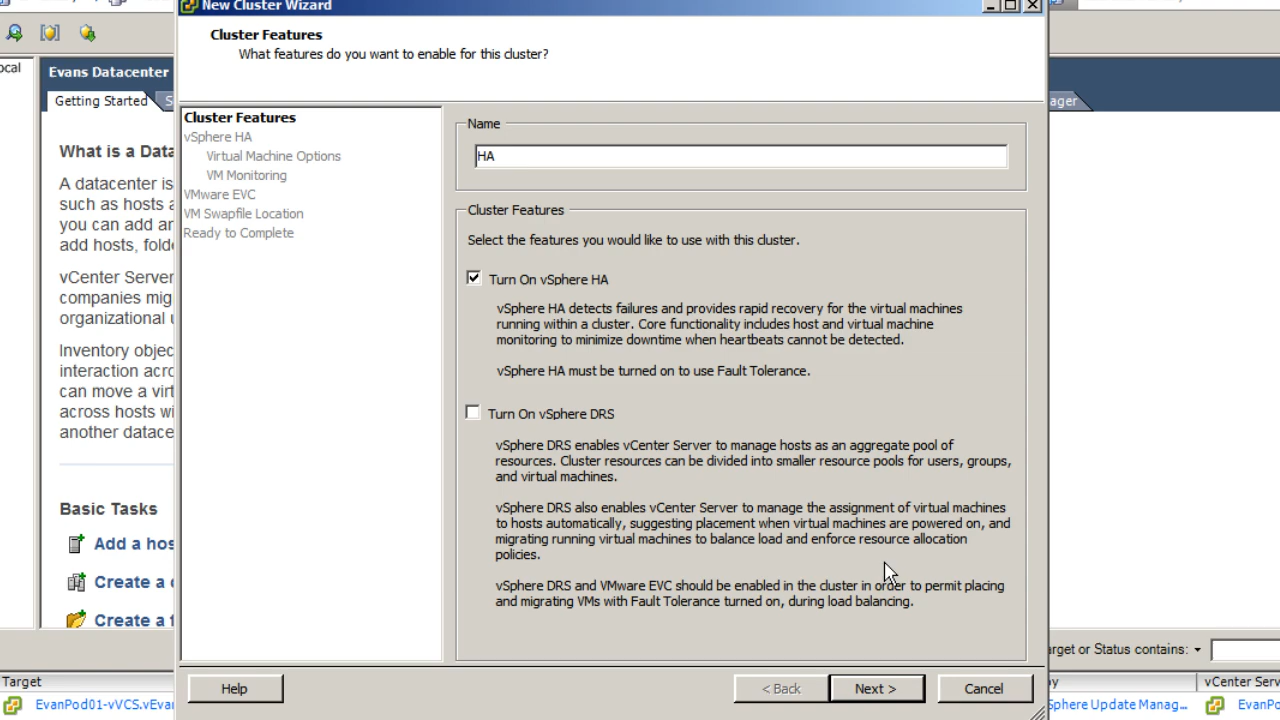 New Cluster Wizard
Cluster Features
What features do you want to enable for this cluster?
ocal
Evans Datacenter
Getting Started
S
ager
Cluster Features
vSphere HA
Virtual Machine Options
VM Monitoring
VMware EVC
VM Swapfile Location
Ready to Complete
What is a Data
A datacenter is
such as hosts a
you can add an
add hosts, folde
vCenter Server
companies mig
organizational u
Inventory objec
interaction acro
can move a virt
across hosts wi
another datace
Basic Tasks
Add a hos
Create a c
Create a f
Name
HA
Cluster Features
Select the features you would like to use with this cluster.
Turn On vSphere HA
vSphere HA detects failures and provides rapid recovery for the virtual machines
running within a cluster. Core functionality includes host and virtual machine
monitoring to minimize downtime when heartbeats cannot be detected.
vSphere HA must be turned on to use Fault Tolerance.
Turn On vSphere DRS
vSphere DRS enables vCenter Server to manage hosts as an aggregate pool of
resources. Cluster resources can be divided into smaller resource pools for users, groups,
and virtual machines.
vSphere DRS also enables vCenter Server to manage the assignment of virtual machines
to hosts automatically, suggesting placement when virtual machines are powered on, and
migrating running virtual machines to balance load and enforce resource allocation
policies.
vSphere DRS and VMware EVC should be enabled in the cluster in order to permit placing
and migrating VMs with Fault Tolerance turned on, during load balancing.
Help
< Back
Next >
Cancel
arget or Status contains:
Target
by
vCenter Serv
EvanPod01-vVCS.vEvan
Sphere Update Manag...
EvanPo